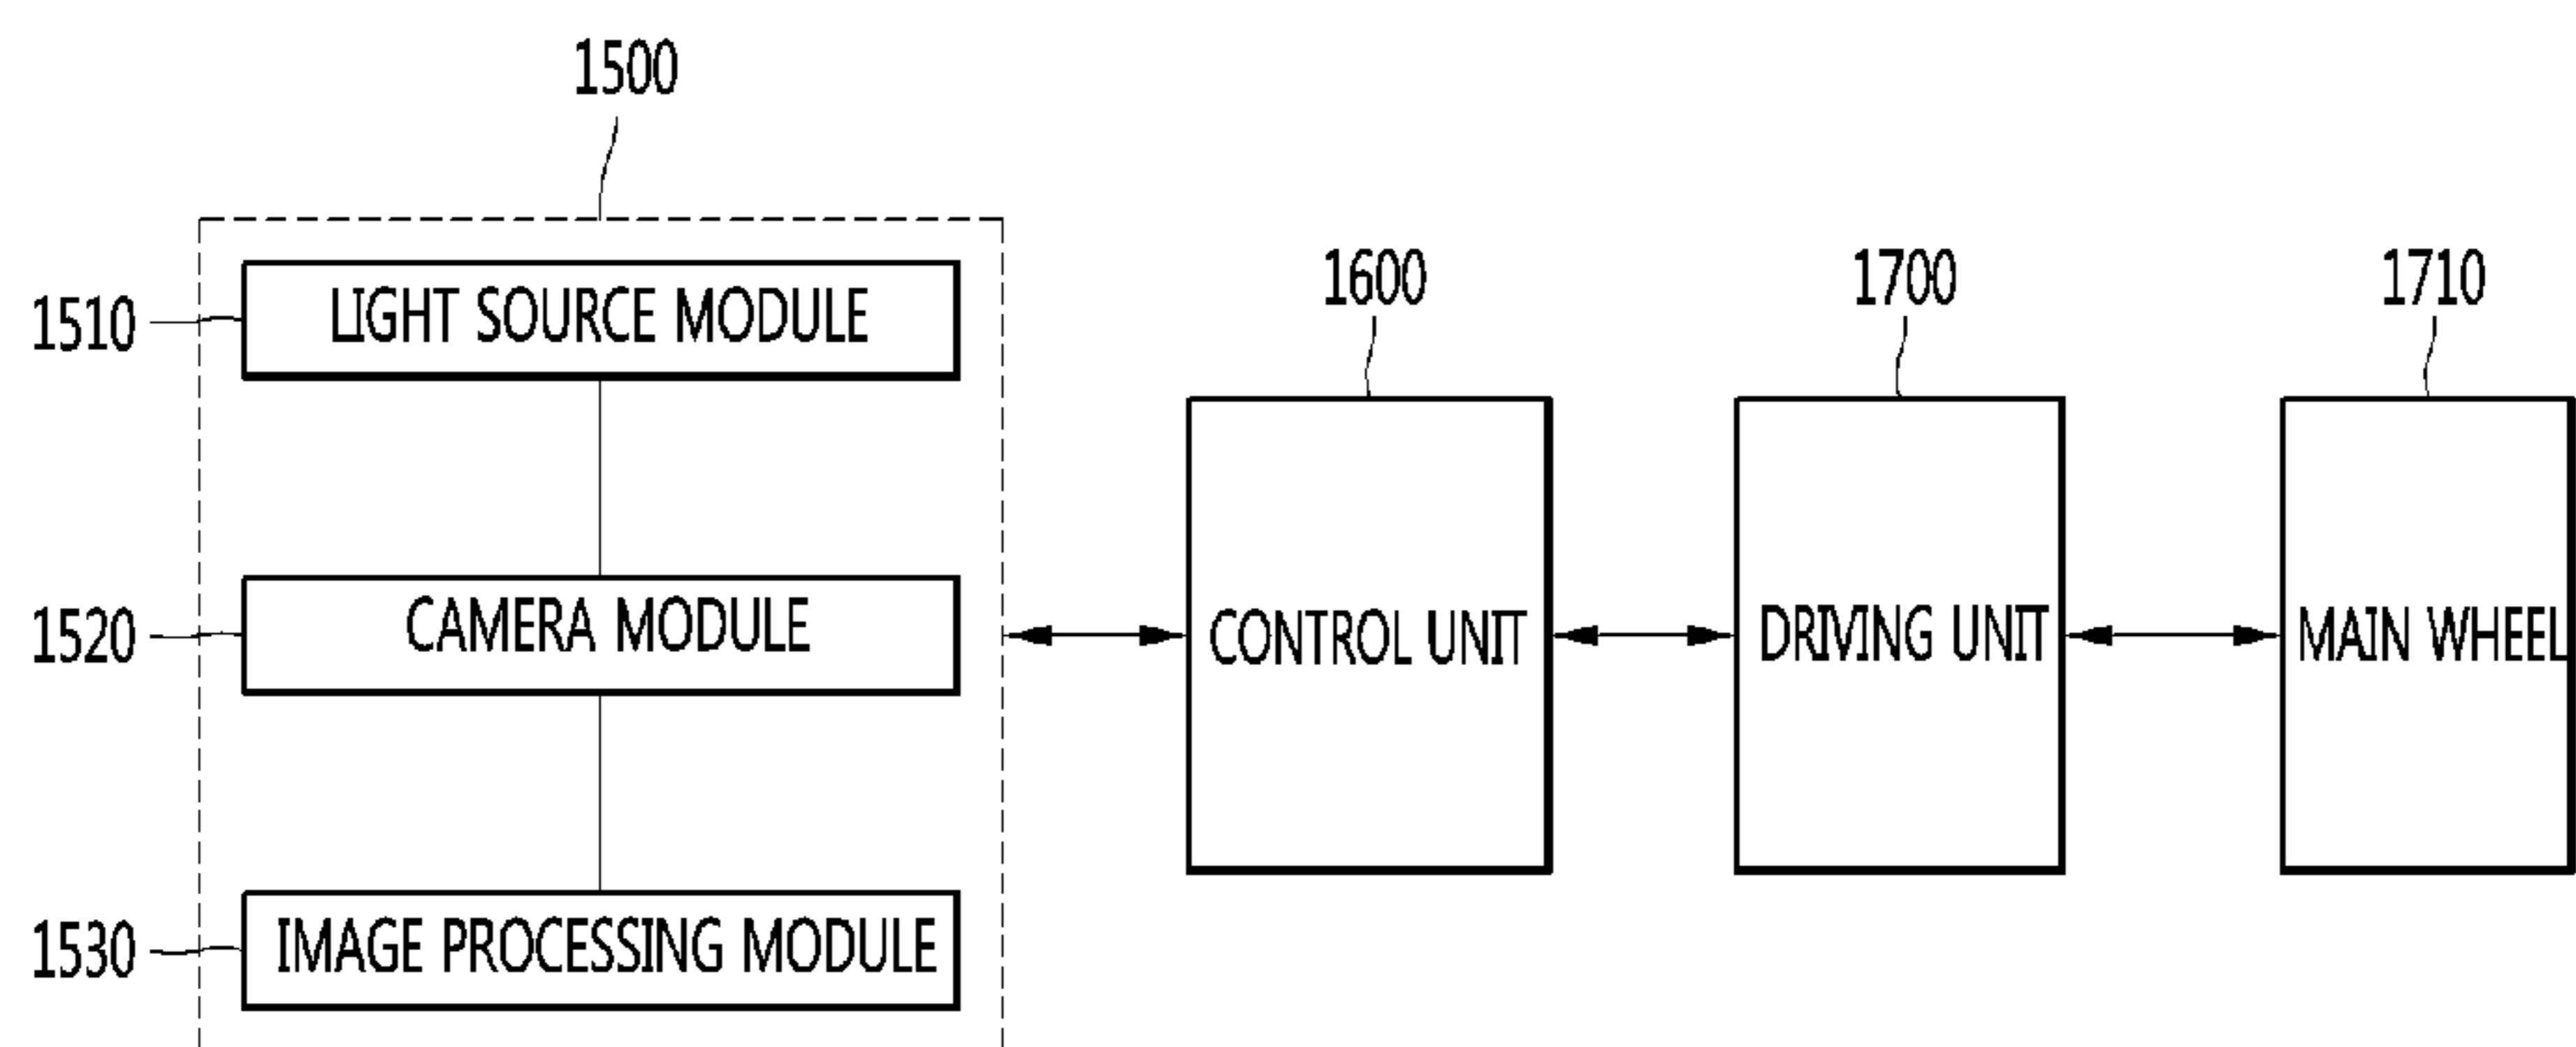 1500
1510
LIGHT SOURCE MODULE
1520
CAMERA MODULE
1530
IMAGE PROCESSING MODULE
1600
CONTROL UNIT
1700
DRIVING UNIT
1710
MAIN WHEEL